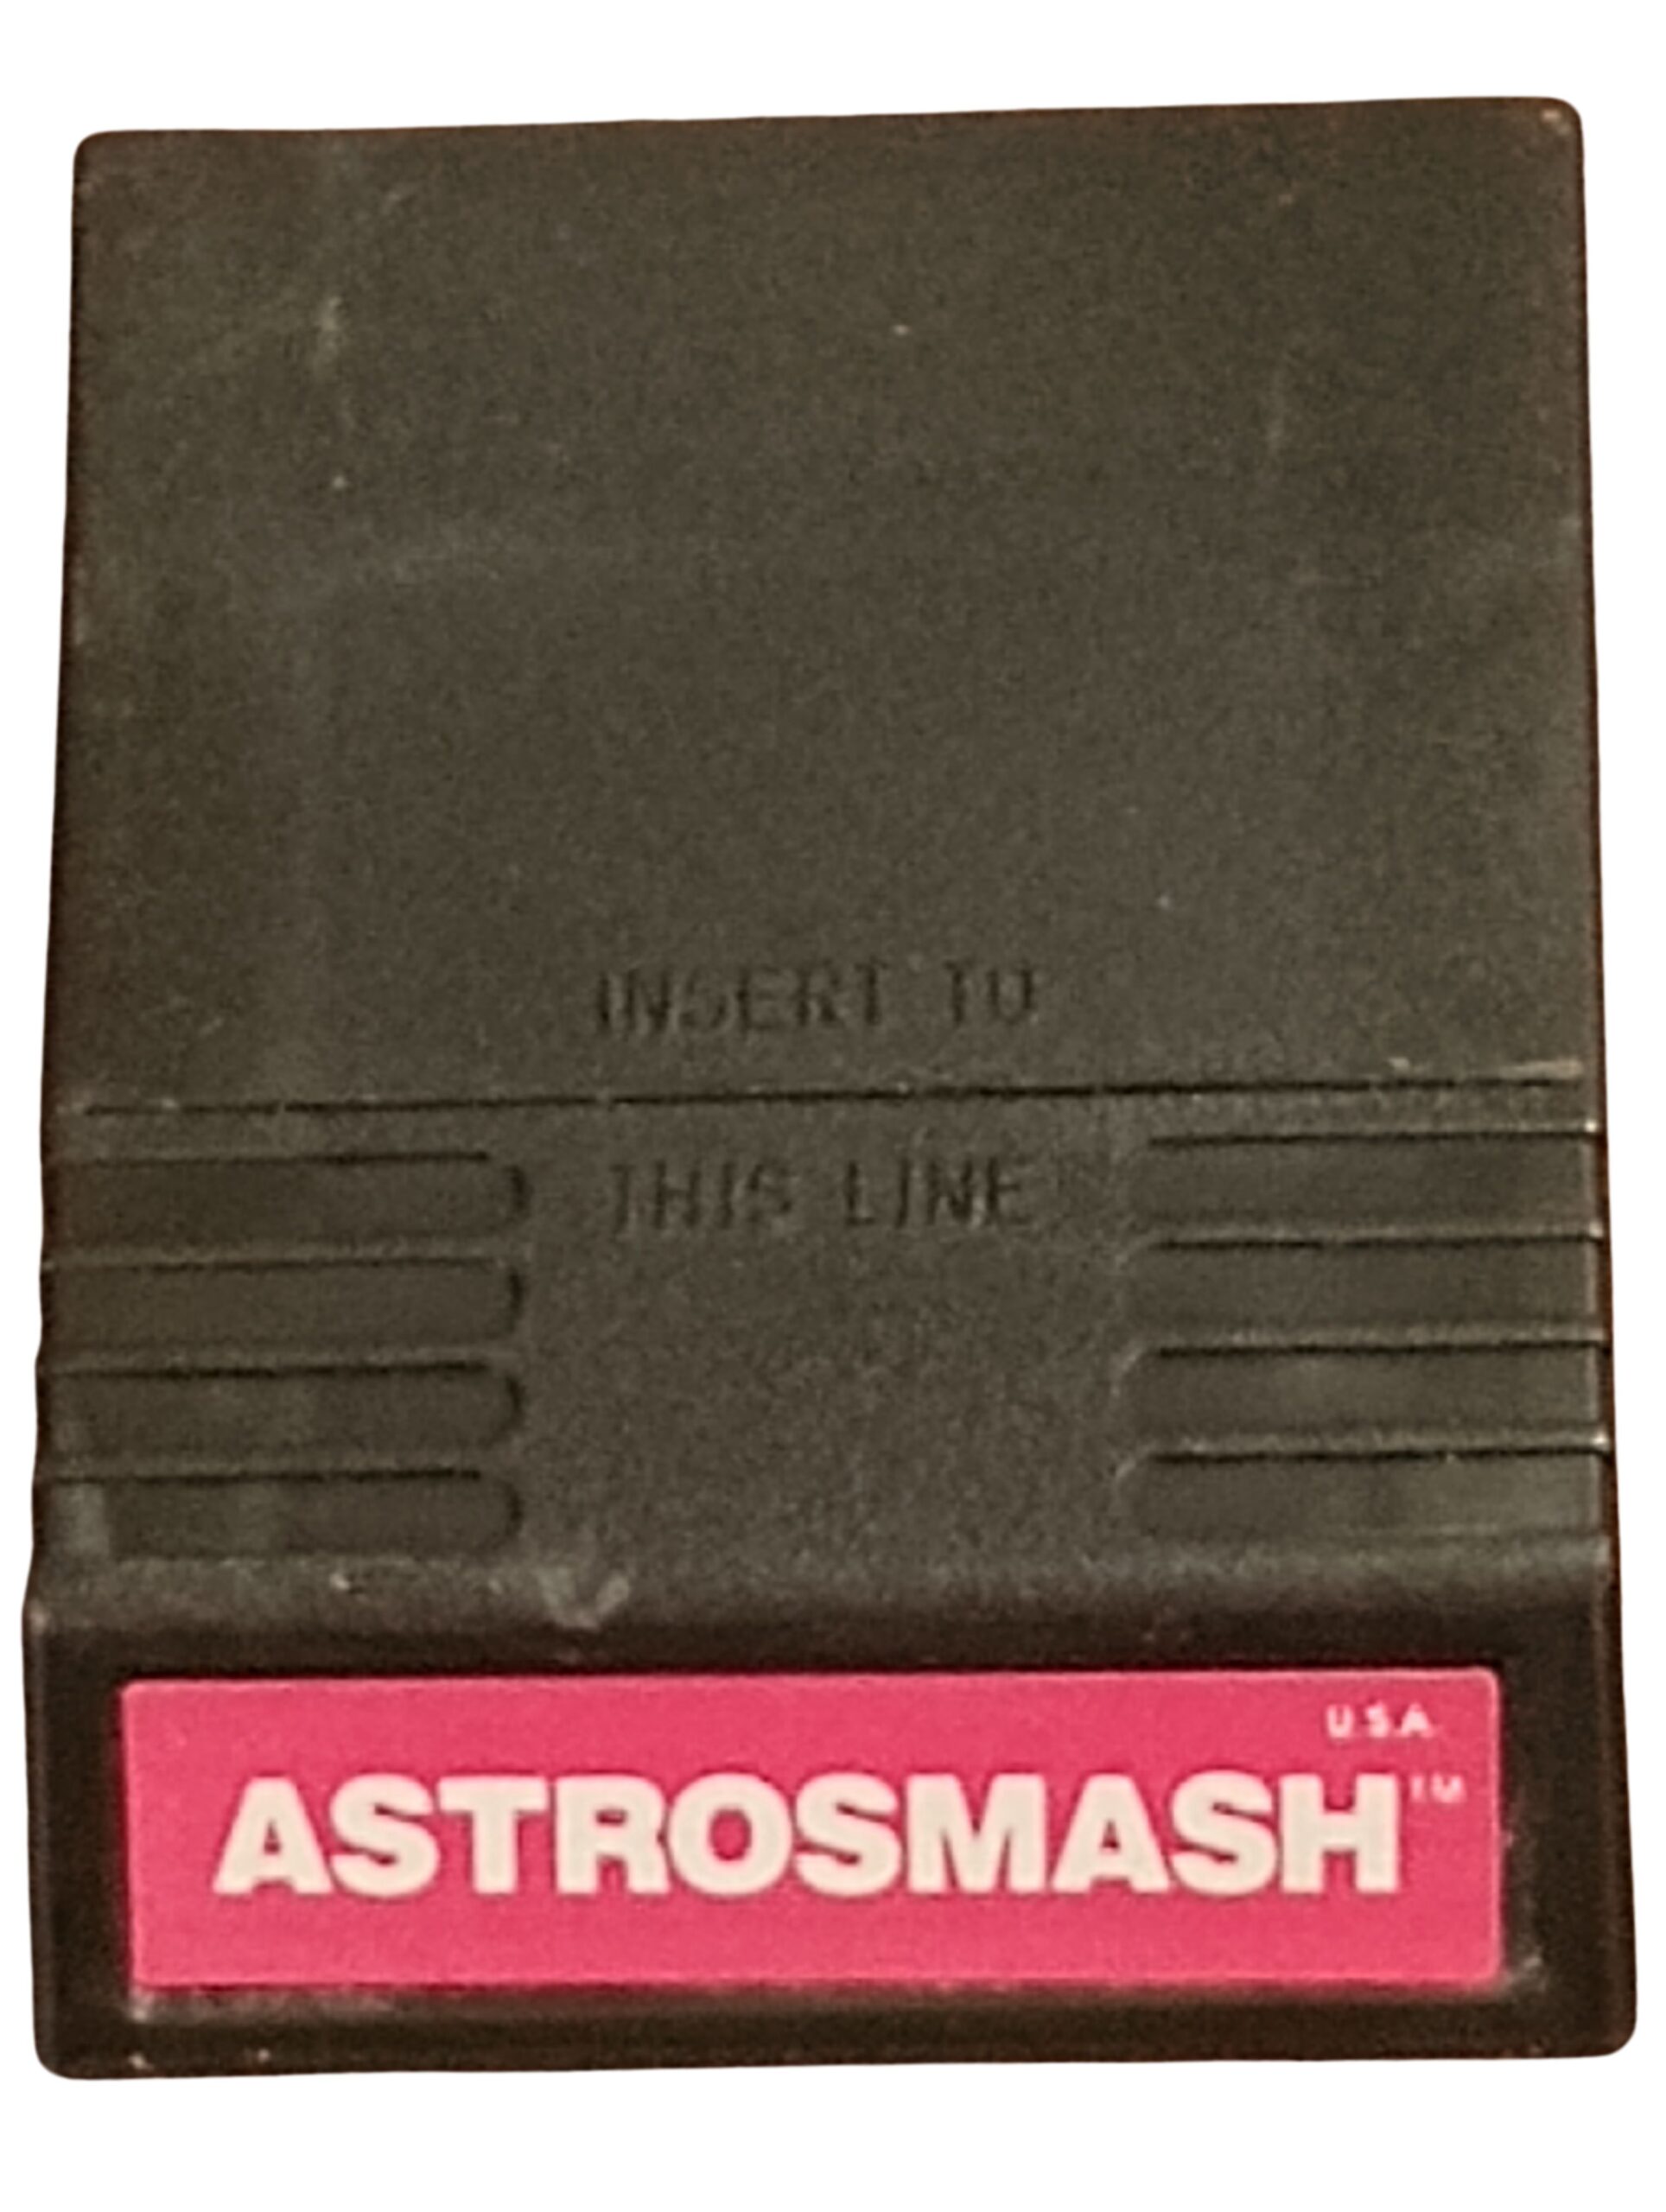 INSERT TO
THIS LINE
U.S.A.
ASTROSMASH™